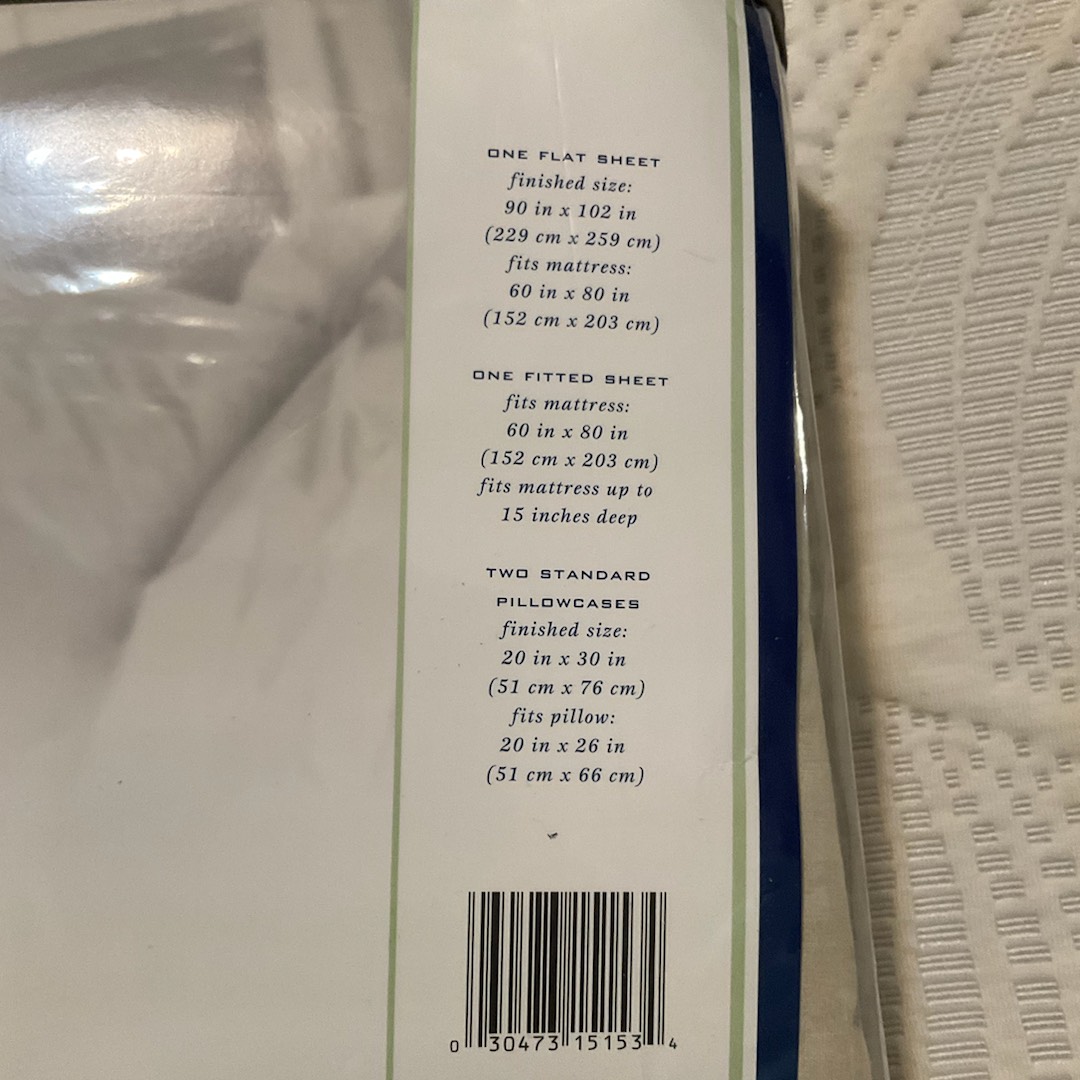 ONE FLAT SHEET
finished size:
90 in x 102 in
(229 cm x 259 cm)
fits mattress:
60 in x 80 in
(152 cm x 203 cm)
ONE FITTED SHEET
fits mattress:
60 in x 80 in
(152 cm x 203 cm)
fits mattress up to
15 inches deep
TWO STANDARD
PILLOWCASES
finished size:
20 in x 30 in
(51 cm x 76 cm)
fits pillow:
20 in x 26 in
(51 cm x 66 cm)
0 30473 15153 4